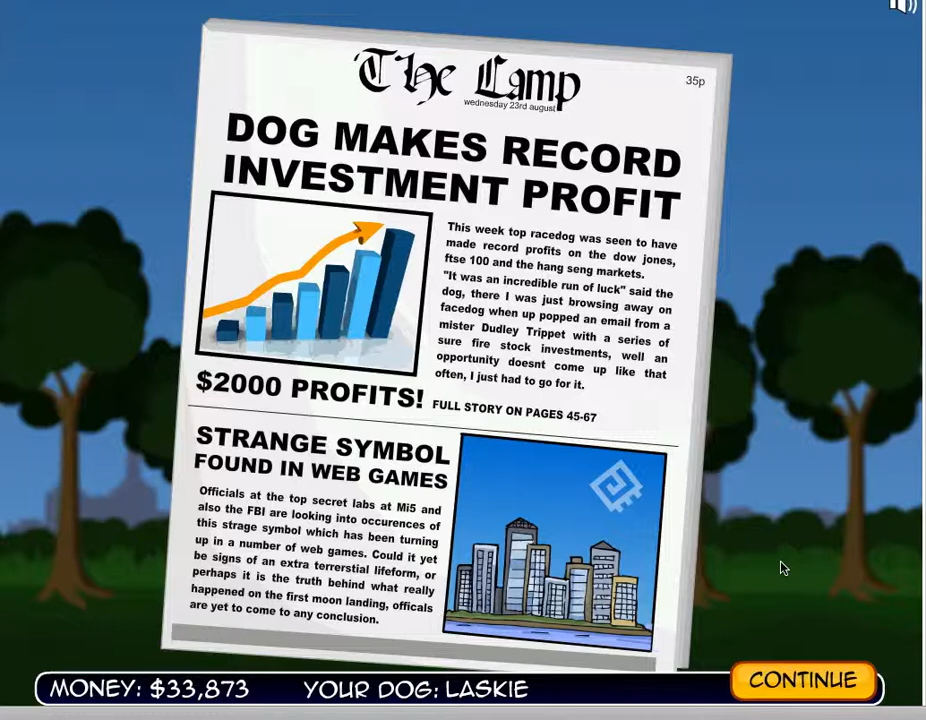 The Lamp
35p
wednesday 23rd august
DOG MAKES RECORD
INVESTMENT PROFIT
This week top racedog was seen to have
made record profits on the dow jones,
ftse 100 and the hang seng markets.
"It was an incredible run of luck" said the
dog, there I was just browsing away on
facedog when up popped an email from a
mister Dudley Trippet with a series of
sure fire stock investments, well an
opportunity doesnt come up like that
often, I just had to go for it.
$2000 PROFITS!
FULL STORY ON PAGES 45-67
STRANGE SYMBOL
FOUND IN WEB GAMES
Officials at the top secret labs at Mi5 and
also the FBI are looking into occurences of
this strage symbol which has been turning
up in a number of web games. Could it yet
be signs of an extra terrerstial lifeform, or
perhaps it is the truth behind what really
happened on the first moon landing, officals
are yet to come to any conclusion.
MONEY: $33,873
YOUR DOG: LASKIE
CONTINUE